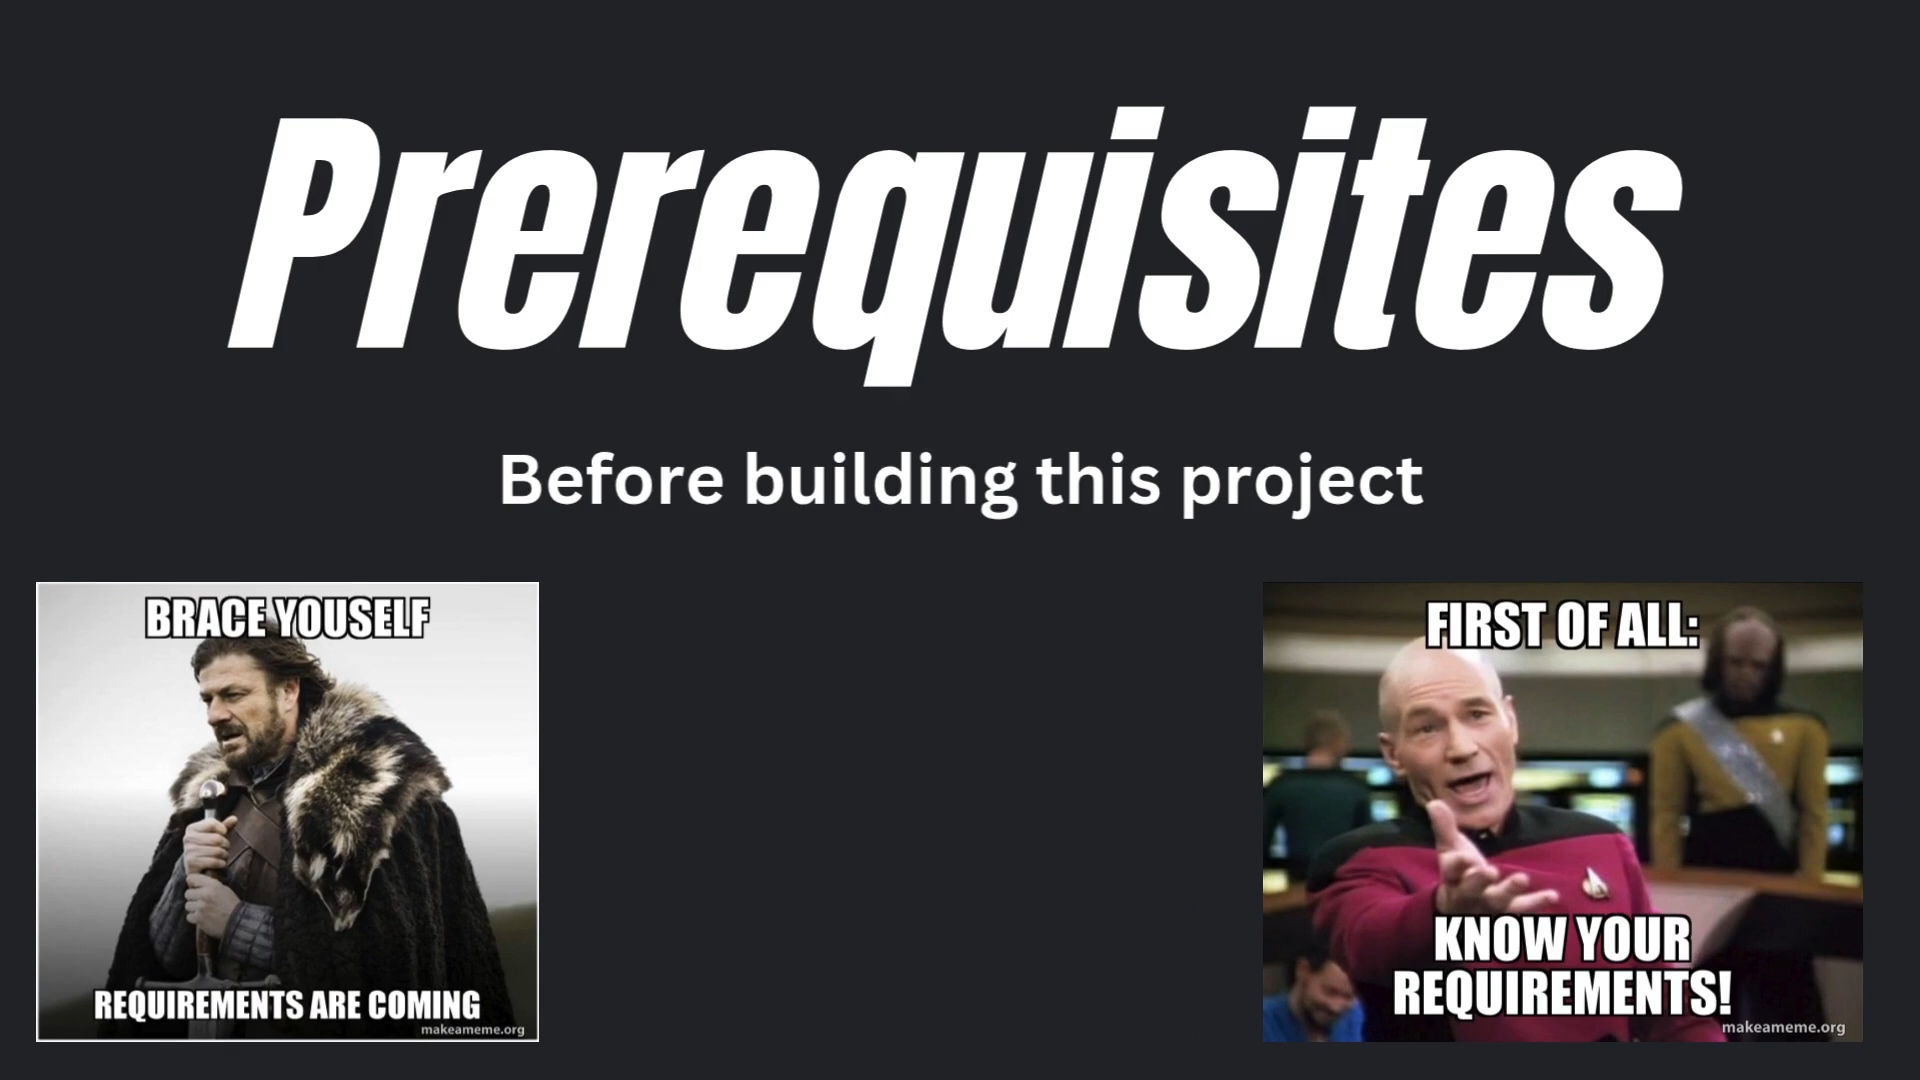 Prerequisites
Before building this project
BRACE YOUSELF
REQUIREMENTS ARE COMING
makeameme.org
FIRST OF ALL:
KNOW YOUR
REQUIREMENTS!
makeameme.org